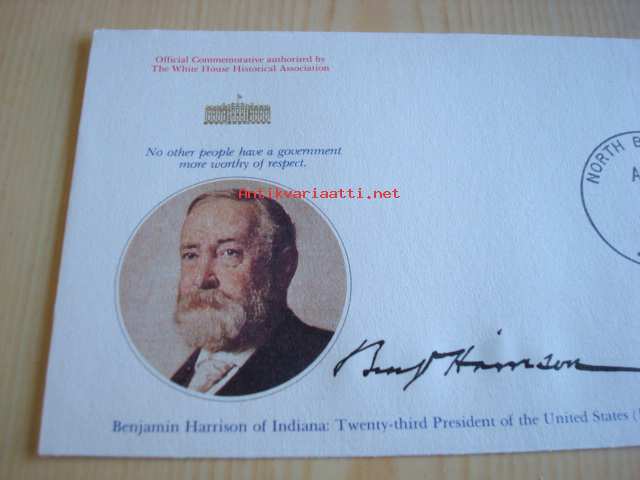 Official Commemorative authorized by
The White House Historical Association
No other people have a government
more worthy of respect.
Antikvariaatti.net
NORTH B
A
Benj Harrison
Benjamin Harrison of Indiana: Twenty-third President of the United States (